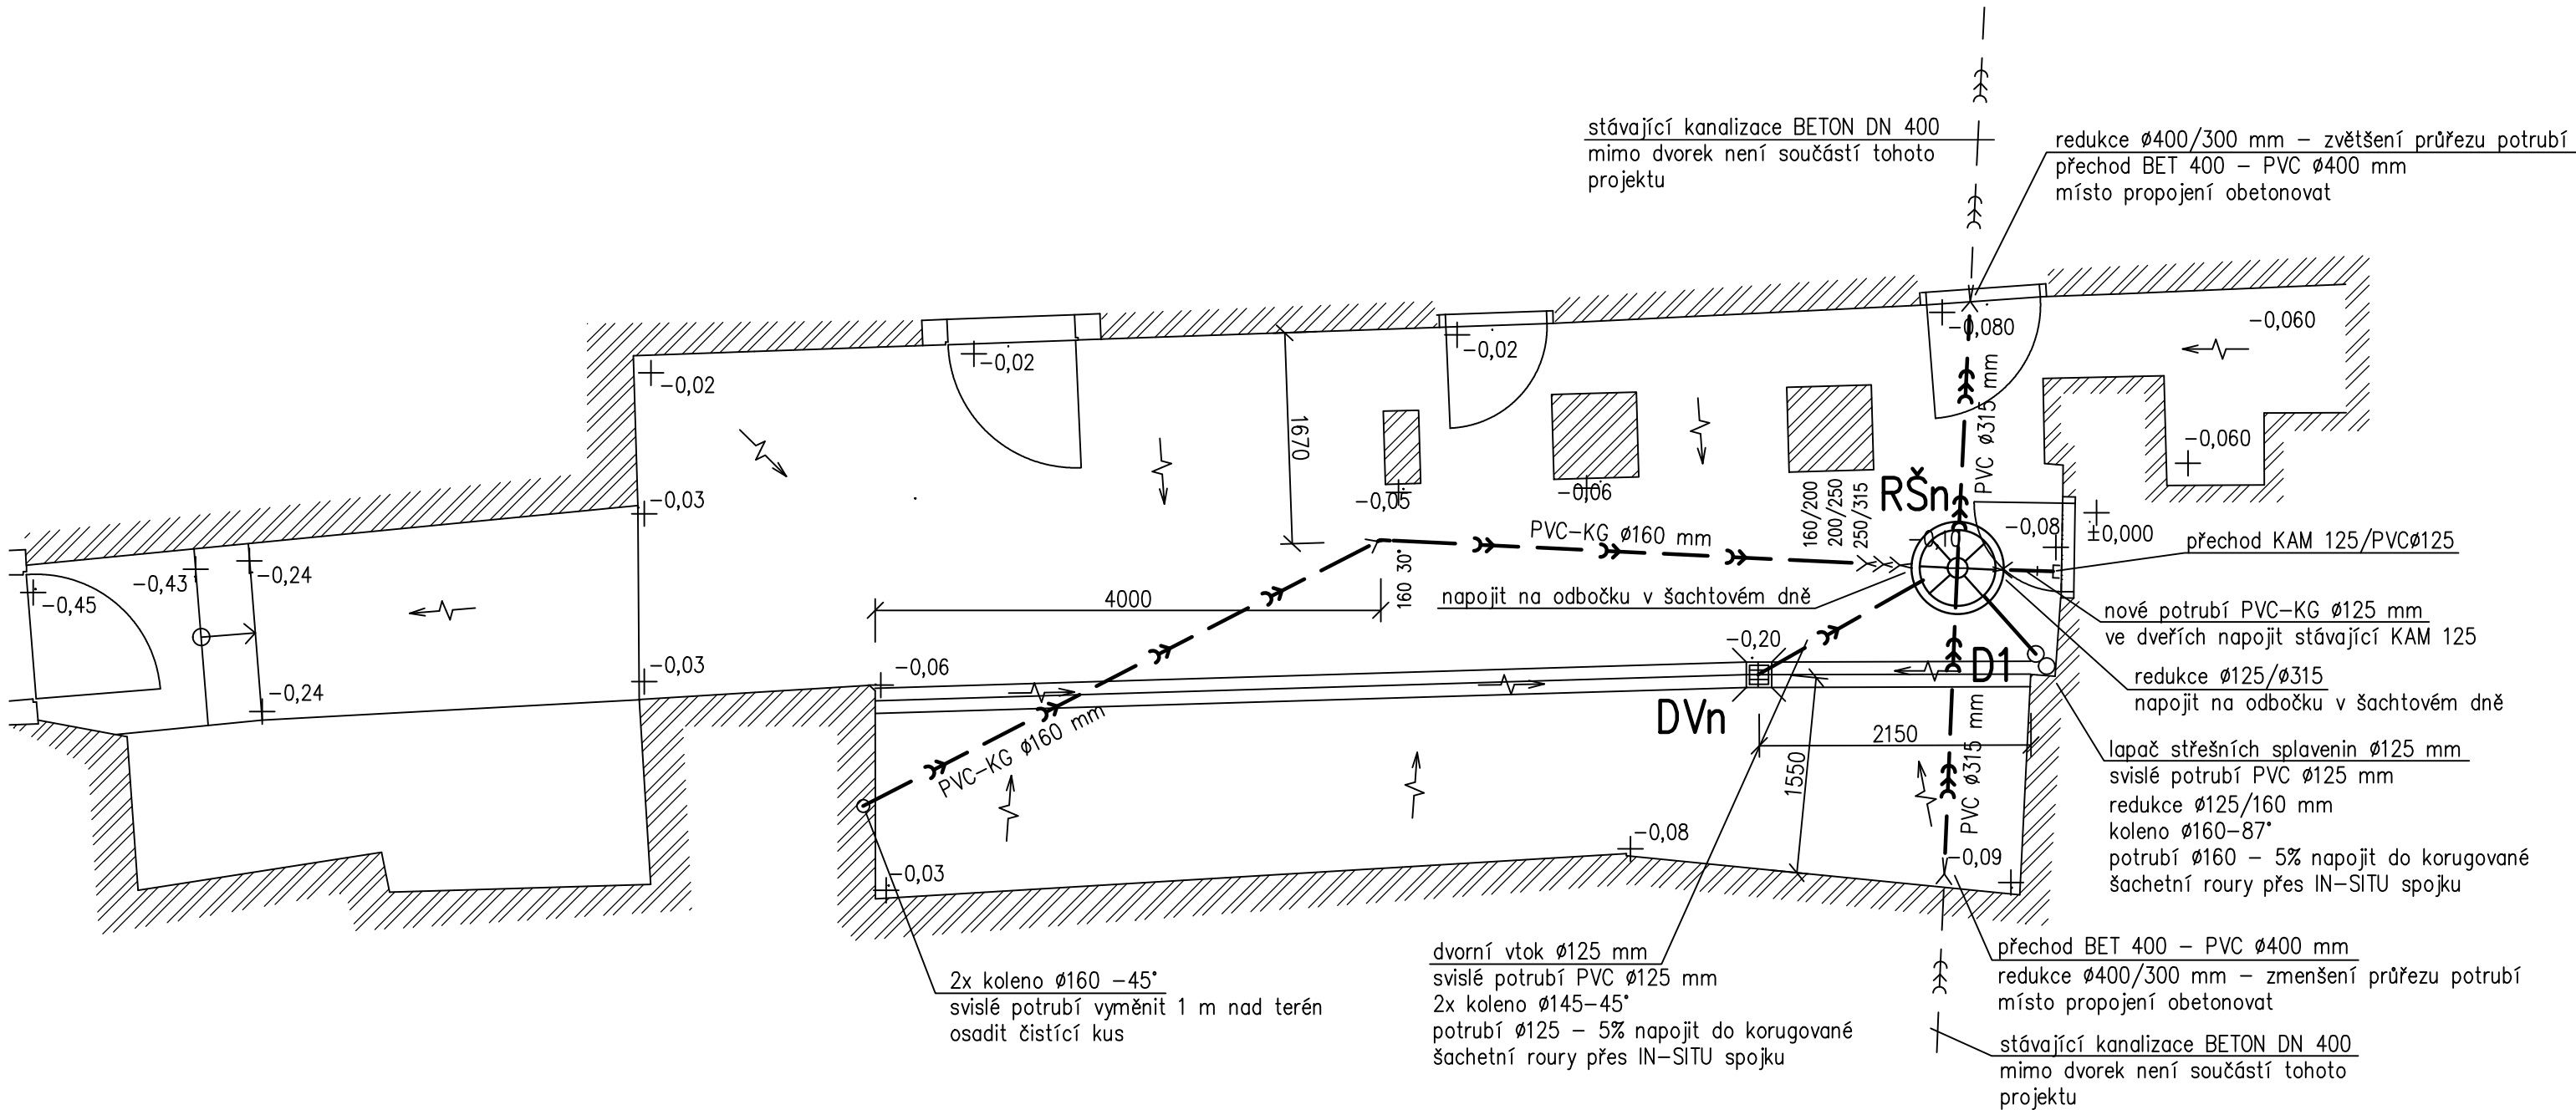 stávající kanalizace BETON DN 400
mimo dvorek není součástí tohoto
projektu
redukce ø400/300 mm – zvětšení průřezu potrubí
přechod BET 400 – PVC ø400 mm
místo propojení obetonovat
-0,02
-0,02
-0,02
-0,080
-0,060
-0,060
1670
PVC ø315 mm
-0,05
-0,06
160/200
200/250
250/315
RŠn
-0,10
-0,08
±0,000
přechod KAM 125/PVCø125
-0,03
PVC-KG ø160 mm
160 30°
napojit na odbočku v šachtovém dně
4000
-0,43
-0,24
-0,45
-0,24
-0,03
-0,06
-0,20
nové potrubí PVC-KG ø125 mm
ve dveřích napojit stávající KAM 125
redukce ø125/ø315
napojit na odbočku v šachtovém dně
D1
DVn
2150
1550
PVC ø315 mm
PVC-KG ø160 mm
lapač střešních splavenin ø125 mm
svislé potrubí PVC ø125 mm
redukce ø125/160 mm
koleno ø160-87°
potrubí ø160 – 5% napojit do korugované
šachetní roury přes IN-SITU spojku
-0,08
-0,09
-0,03
2x koleno ø160 -45°
svislé potrubí vyměnit 1 m nad terén
osadit čistící kus
dvorní vtok ø125 mm
svislé potrubí PVC ø125 mm
2x koleno ø145-45°
potrubí ø125 – 5% napojit do korugované
šachetní roury přes IN-SITU spojku
přechod BET 400 – PVC ø400 mm
redukce ø400/300 mm – zmenšení průřezu potrubí
místo propojení obetonovat
stávající kanalizace BETON DN 400
mimo dvorek není součástí tohoto
projektu